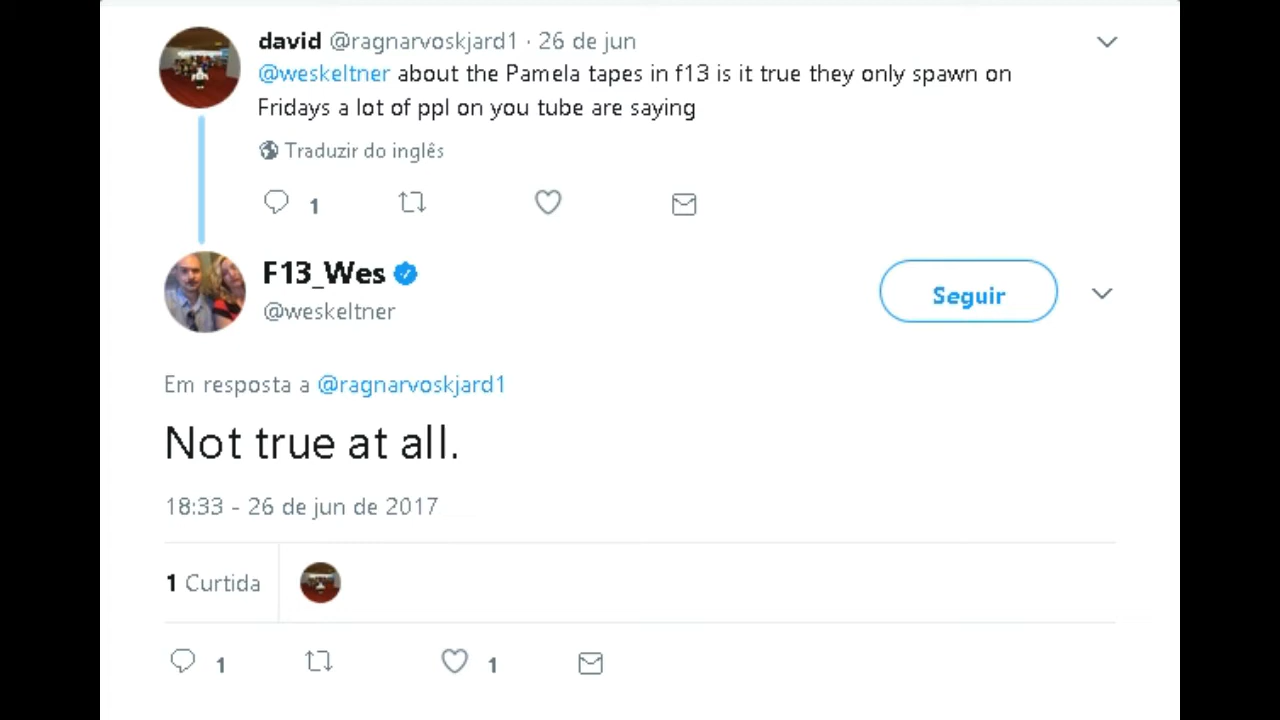 david @ragnarvoskjard1 · 26 de jun
@weskeltner about the Pamela tapes in f13 is it true they only spawn on
Fridays a lot of ppl on you tube are saying
Traduzir do inglês
1
F13_Wes
@weskeltner
Seguir
Em resposta a @ragnarvoskjard1
Not true at all.
18:33 - 26 de jun de 2017
1 Curtida
1 1